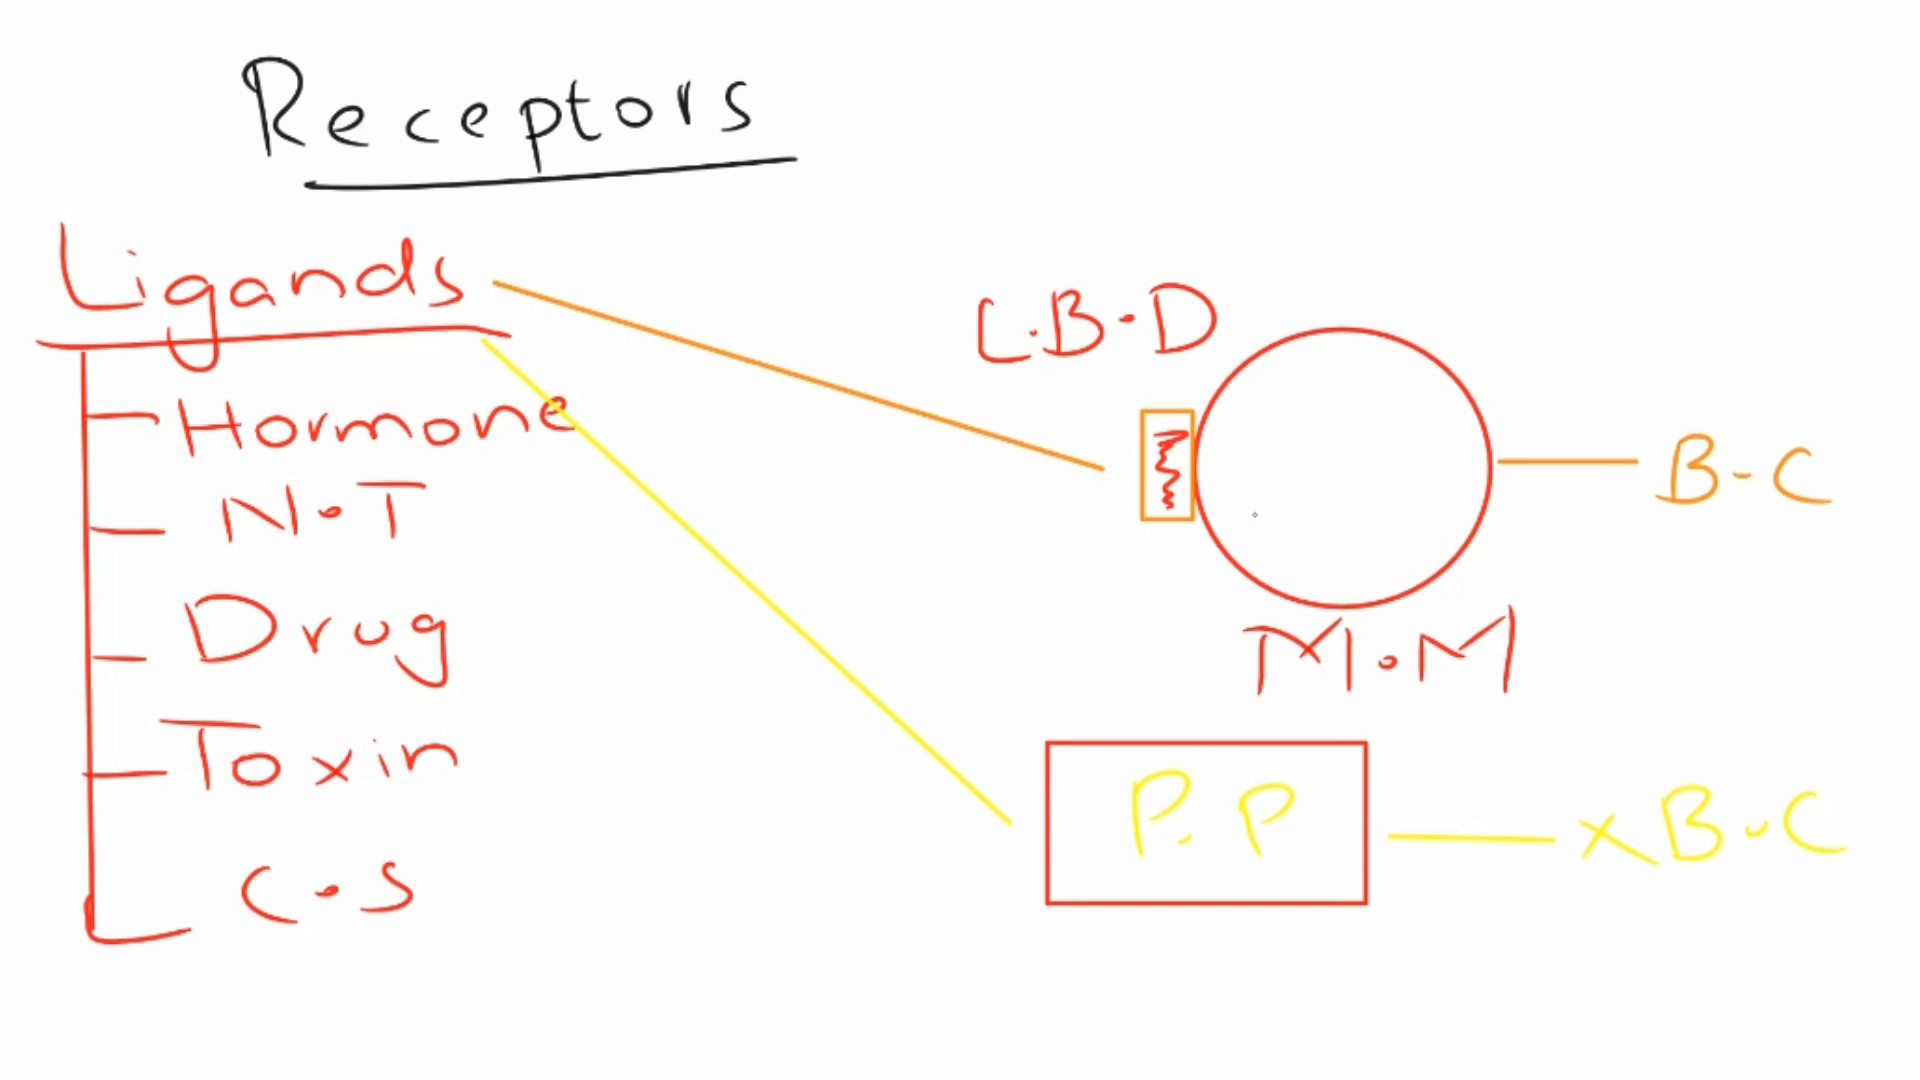 Receptors
Ligands
Hormone
N.T
Drug
Toxin
C.S
L.B.D
B-C
M.M
P.P
xB.C